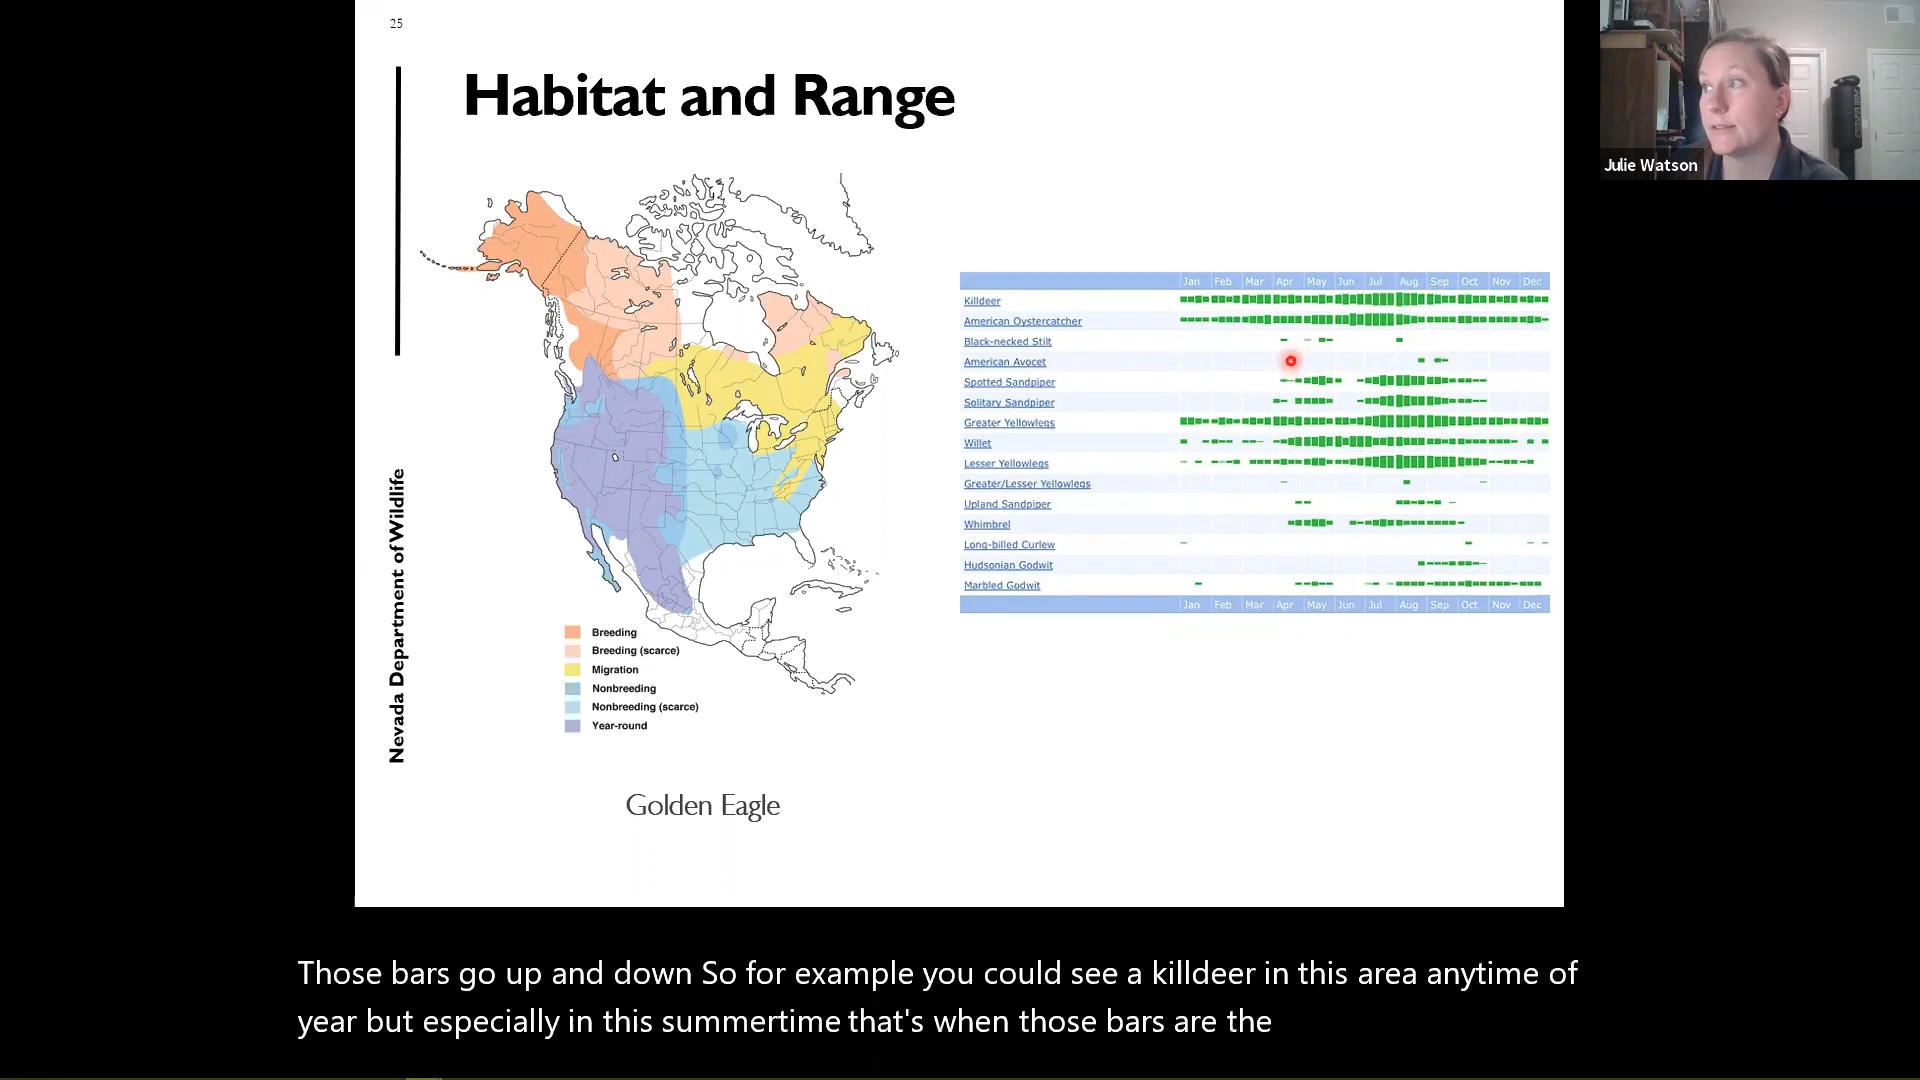 25
Habitat and Range
Nevada Department of Wildlife
Breeding
Breeding (scarce)
Migration
Nonbreeding
Nonbreeding (scarce)
Year-round
Golden Eagle
Jan Feb Mar Apr May Jun Jul Aug Sep Oct Nov Dec
Killdeer
American Oystercatcher
Black-necked Stilt
American Avocet
Spotted Sandpiper
Solitary Sandpiper
Greater Yellowlegs
Willet
Lesser Yellowlegs
Greater/Lesser Yellowlegs
Upland Sandpiper
Whimbrel
Long-billed Curlew
Hudsonian Godwit
Marbled Godwit
Jan Feb Mar Apr May Jun Jul Aug Sep Oct Nov Dec
Julie Watson
Those bars go up and down So for example you could see a killdeer in this area anytime of
year but especially in this summertime that's when those bars are the